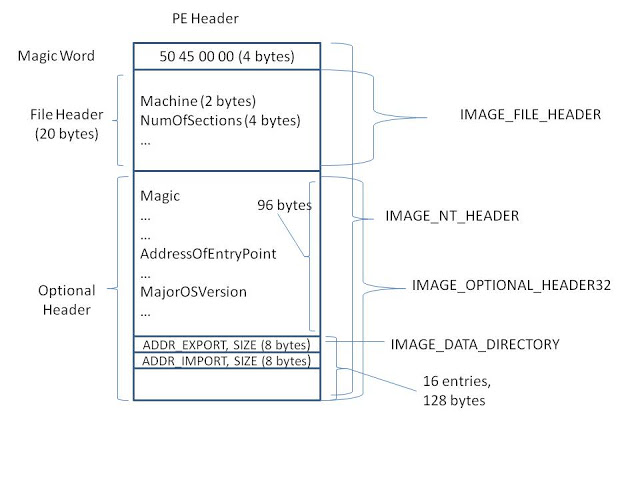 PE Header
Magic Word
50 45 00 00 (4 bytes)
File Header
(20 bytes)
Machine (2 bytes)
NumOfSections (4 bytes)
...
IMAGE_FILE_HEADER
Optional
Header
Magic
...
...
AddressOfEntryPoint
...
MajorOSVersion
...
96 bytes
IMAGE_NT_HEADER
IMAGE_OPTIONAL_HEADER32
ADDR_EXPORT, SIZE (8 bytes)
ADDR_IMPORT, SIZE (8 bytes)
IMAGE_DATA_DIRECTORY
16 entries,
128 bytes